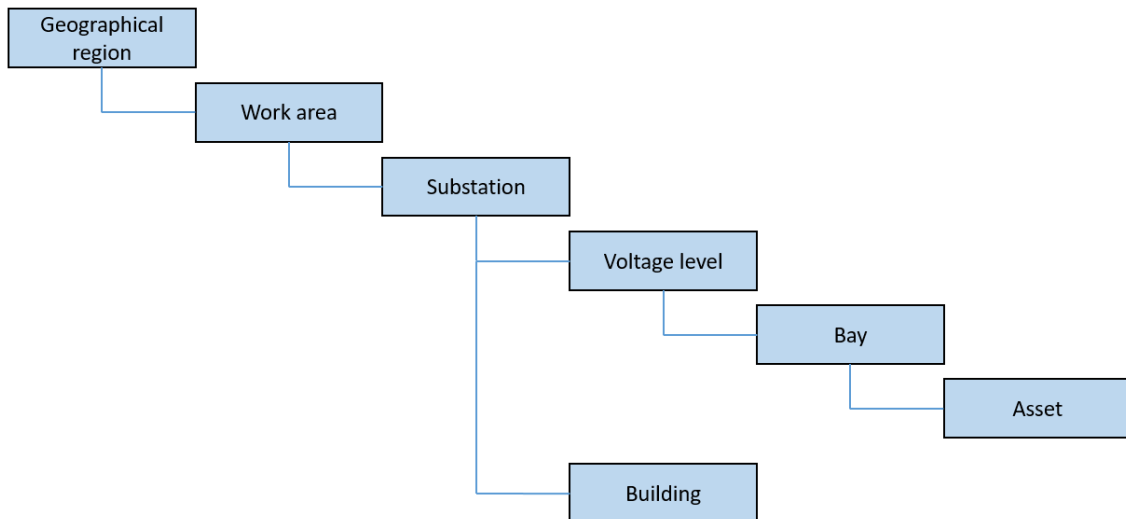 Geographical
region
Work area
Substation
Voltage level
Bay
Asset
Building